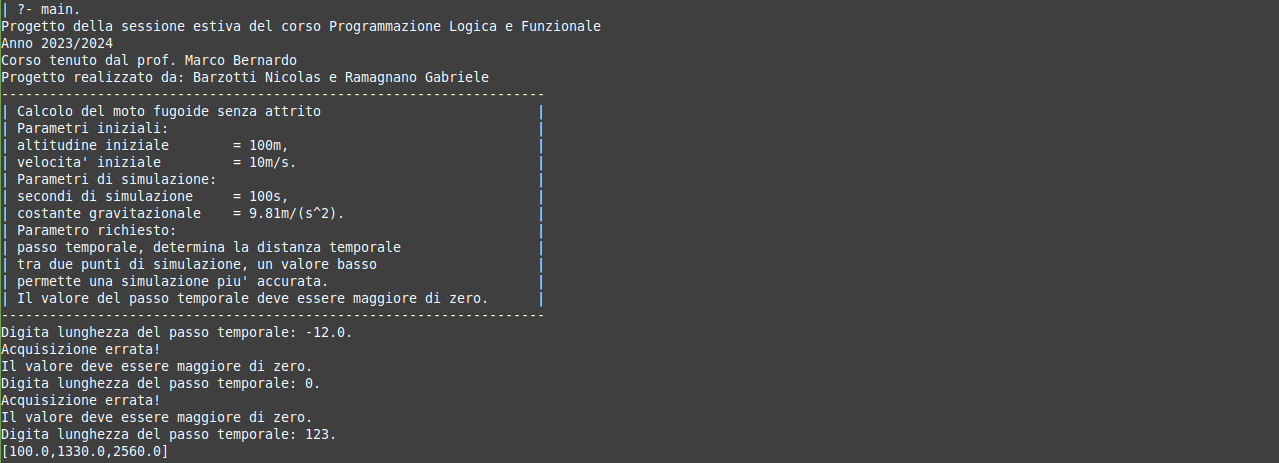 | ?- main.
Progetto della sessione estiva del corso Programmazione Logica e Funzionale
Anno 2023/2024
Corso tenuto dal prof. Marco Bernardo
Progetto realizzato da: Barzotti Nicolas e Ramagnano Gabriele
--------------------------------------------------------------------
| Calcolo del moto fugoide senza attrito                           |
| Parametri iniziali:                                              |
| altitudine iniziale        = 100m,                               |
| velocita' iniziale         = 10m/s.                              |
| Parametri di simulazione:                                        |
| secondi di simulazione     = 100s,                               |
| costante gravitazionale    = 9.81m/(s^2).                        |
| Parametro richiesto:                                             |
| passo temporale, determina la distanza temporale                 |
| tra due punti di simulazione, un valore basso                    |
| permette una simulazione piu' accurata.                          |
| Il valore del passo temporale deve essere maggiore di zero.      |
--------------------------------------------------------------------
Digita lunghezza del passo temporale: -12.0.
Acquisizione errata!
Il valore deve essere maggiore di zero.
Digita lunghezza del passo temporale: 0.
Acquisizione errata!
Il valore deve essere maggiore di zero.
Digita lunghezza del passo temporale: 123.
[100.0,1330.0,2560.0]